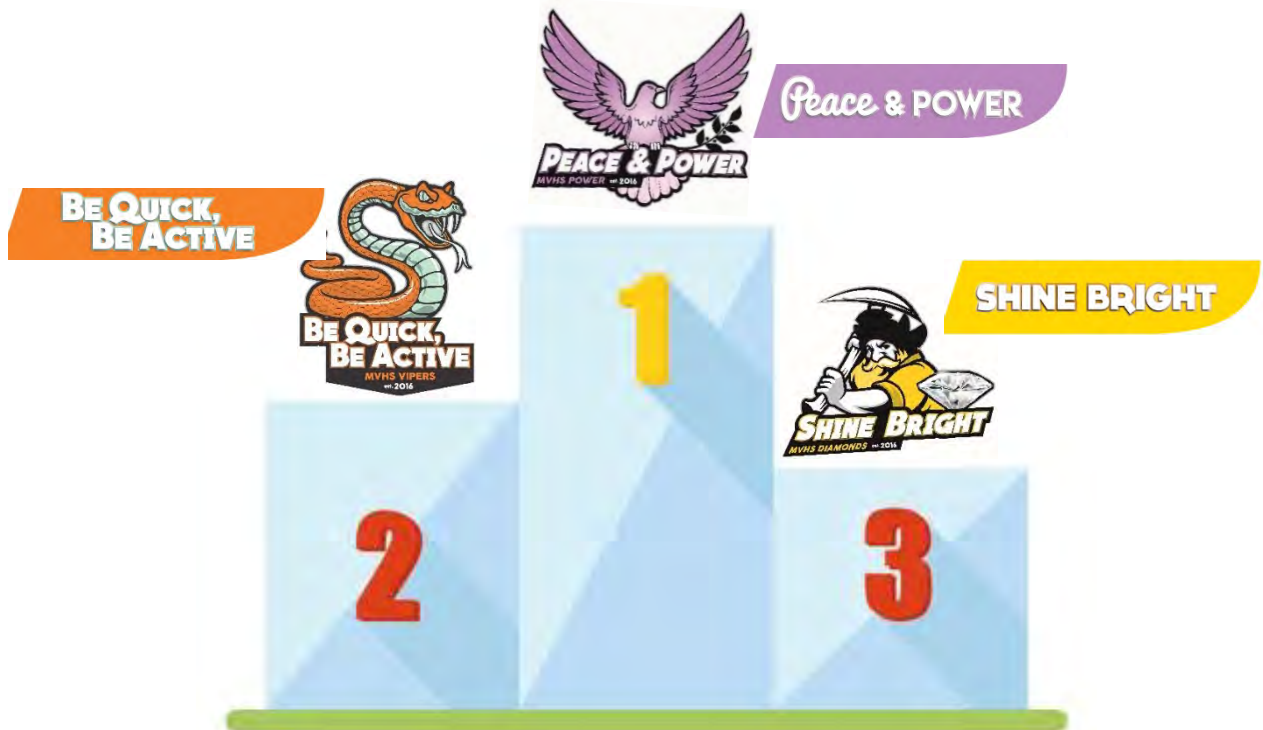 Peace & POWER
PEACE & POWER
MVHS POWER est 2016
BE QUICK,
BE ACTIVE
BE QUICK,
BE ACTIVE
MVHS VIPERS
est. 2016
1
SHINE BRIGHT
SHINE BRIGHT
MVHS DIAMONDS est 2016
2
3